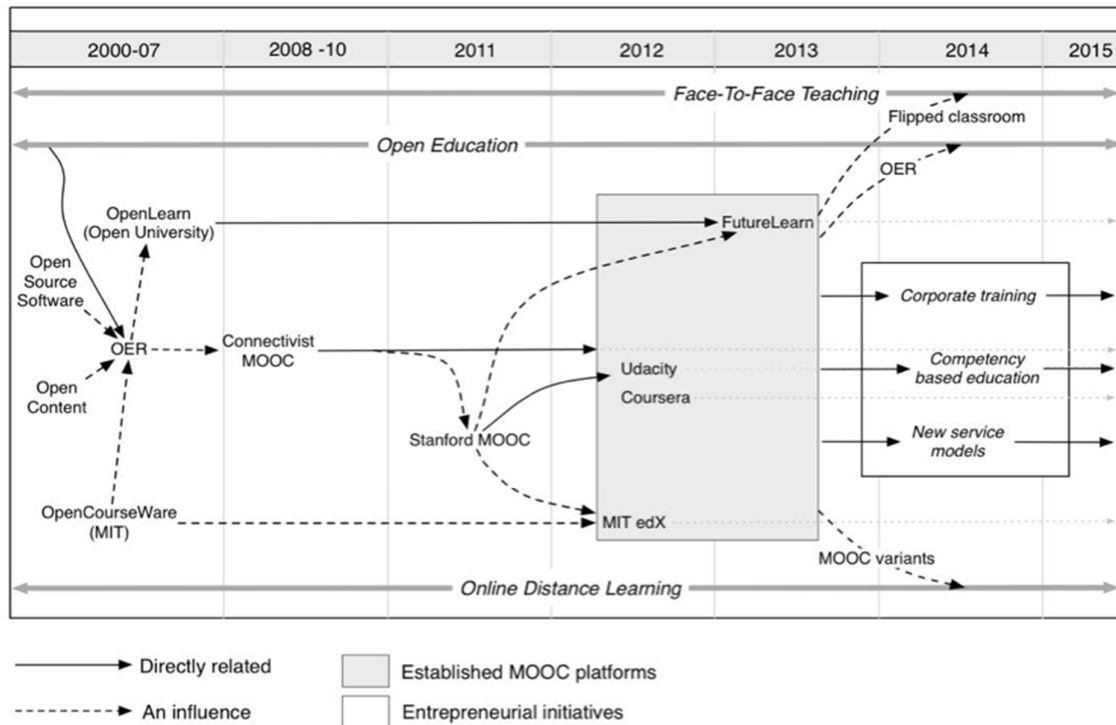 2000-07
2008 -10
2011
2012
2013
2014
2015
Face-To-Face Teaching
Flipped classroom
Open Education
OER
OpenLearn
(Open University)
FutureLearn
Open
Source
Software
Corporate training
OER
Connectivist
MOOC
Udacity
Competency
based education
Open
Content
Coursera
Stanford MOOC
New service
models
OpenCourseWare
(MIT)
MIT edX
MOOC variants
Online Distance Learning
Directly related
Established MOOC platforms
An influence
Entrepreneurial initiatives